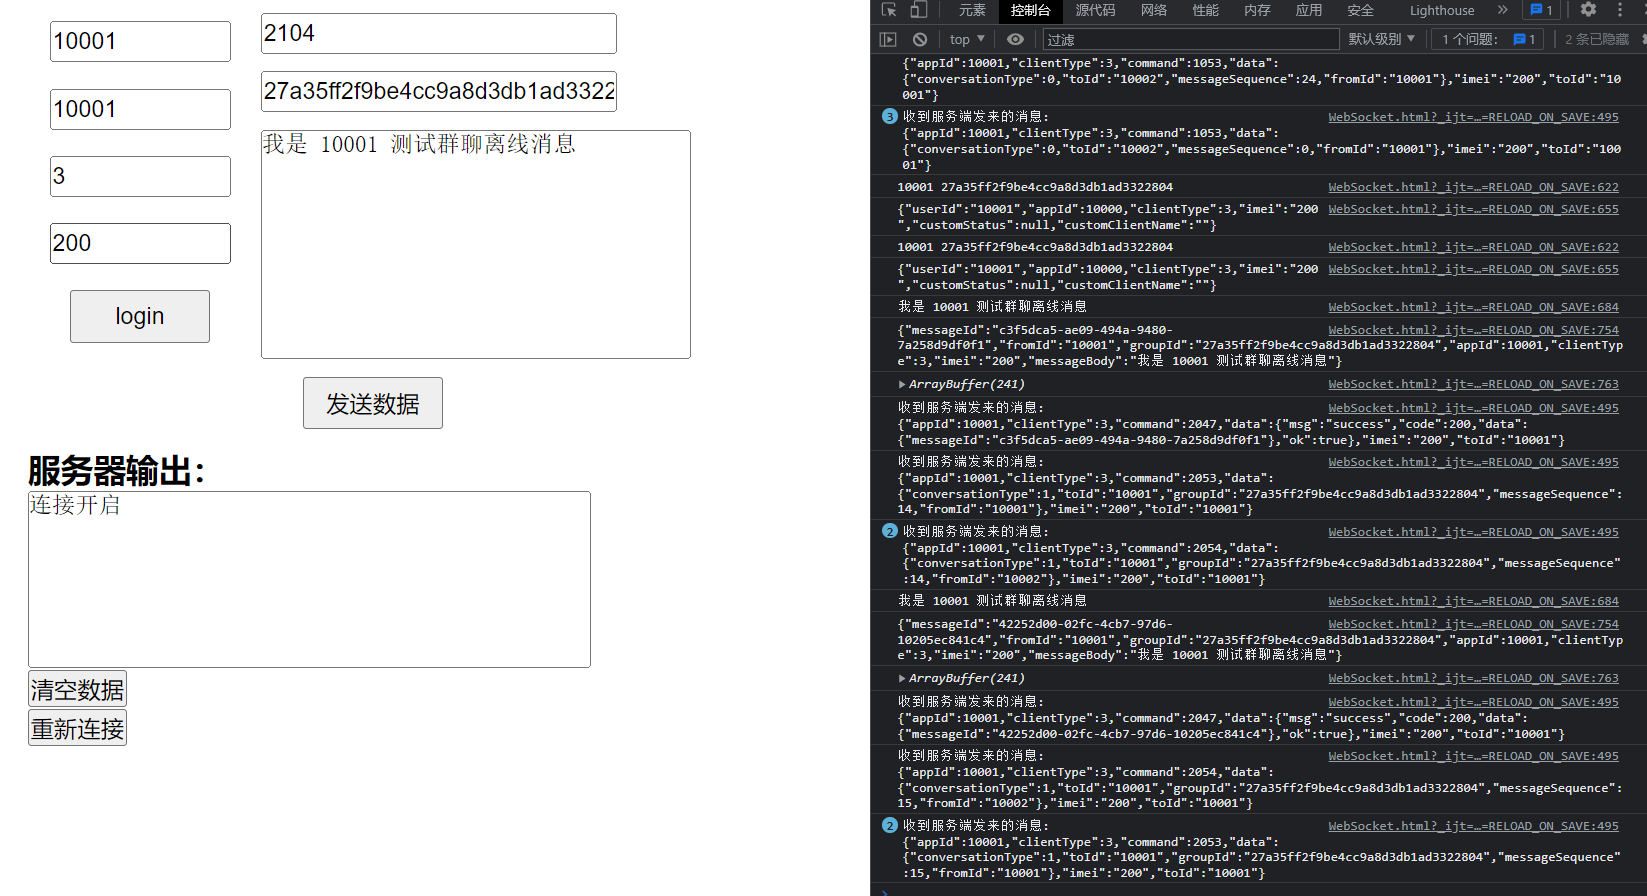 10001
2104
10001
27a35ff2f9be4cc9a8d3db1ad3322
3
200
login
我是 10001 测试群聊离线消息
发送数据
服务器输出：
连接开启
清空数据
重新连接
元素 控制台 源代码 网络 性能 内存 应用 安全 Lighthouse » 1
top ▼ 过滤 默认级别 ▼ 1 个问题： 1 2 条已隐藏
{"appId":10001,"clientType":3,"command":1053,"data":
{"conversationType":0,"toId":"10002","messageSequence":24,"fromId":"10001"},"imei":"200","toId":"10
001"}
3 收到服务端发来的消息: WebSocket.html?_ijt=…=RELOAD_ON_SAVE:495
{"appId":10001,"clientType":3,"command":1053,"data":
{"conversationType":0,"toId":"10002","messageSequence":0,"fromId":"10001"},"imei":"200","toId":"100
01"}
10001 27a35ff2f9be4cc9a8d3db1ad3322804 WebSocket.html?_ijt=…=RELOAD_ON_SAVE:622
{"userId":"10001","appId":10000,"clientType":3,"imei":"200 WebSocket.html?_ijt=…=RELOAD_ON_SAVE:655
","customStatus":null,"customClientName":""}
10001 27a35ff2f9be4cc9a8d3db1ad3322804 WebSocket.html?_ijt=…=RELOAD_ON_SAVE:622
{"userId":"10001","appId":10000,"clientType":3,"imei":"200 WebSocket.html?_ijt=…=RELOAD_ON_SAVE:655
","customStatus":null,"customClientName":""}
我是 10001 测试群聊离线消息 WebSocket.html?_ijt=…=RELOAD_ON_SAVE:684
{"messageId":"c3f5dca5-ae09-494a-9480- WebSocket.html?_ijt=…=RELOAD_ON_SAVE:754
7a258d9df0f1","fromId":"10001","groupId":"27a35ff2f9be4cc9a8d3db1ad3322804","appId":10001,"clientTyp
e":3,"imei":"200","messageBody":"我是 10001 测试群聊离线消息"}
▶ArrayBuffer(241) WebSocket.html?_ijt=…=RELOAD_ON_SAVE:763
收到服务端发来的消息: WebSocket.html?_ijt=…=RELOAD_ON_SAVE:495
{"appId":10001,"clientType":3,"command":2047,"data":{"msg":"success","code":200,"data":
{"messageId":"c3f5dca5-ae09-494a-9480-7a258d9df0f1"},"ok":true},"imei":"200","toId":"10001"}
收到服务端发来的消息: WebSocket.html?_ijt=…=RELOAD_ON_SAVE:495
{"appId":10001,"clientType":3,"command":2053,"data":
{"conversationType":1,"toId":"10001","groupId":"27a35ff2f9be4cc9a8d3db1ad3322804","messageSequence":
14,"fromId":"10001"},"imei":"200","toId":"10001"}
2 收到服务端发来的消息: WebSocket.html?_ijt=…=RELOAD_ON_SAVE:495
{"appId":10001,"clientType":3,"command":2054,"data":
{"conversationType":1,"toId":"10001","groupId":"27a35ff2f9be4cc9a8d3db1ad3322804","messageSequence"
:14,"fromId":"10002"},"imei":"200","toId":"10001"}
我是 10001 测试群聊离线消息 WebSocket.html?_ijt=…=RELOAD_ON_SAVE:684
{"messageId":"42252d00-02fc-4cb7-97d6- WebSocket.html?_ijt=…=RELOAD_ON_SAVE:754
10205ec841c4","fromId":"10001","groupId":"27a35ff2f9be4cc9a8d3db1ad3322804","appId":10001,"clientTyp
e":3,"imei":"200","messageBody":"我是 10001 测试群聊离线消息"}
▶ArrayBuffer(241) WebSocket.html?_ijt=…=RELOAD_ON_SAVE:763
收到服务端发来的消息: WebSocket.html?_ijt=…=RELOAD_ON_SAVE:495
{"appId":10001,"clientType":3,"command":2047,"data":{"msg":"success","code":200,"data":
{"messageId":"42252d00-02fc-4cb7-97d6-10205ec841c4"},"ok":true},"imei":"200","toId":"10001"}
收到服务端发来的消息: WebSocket.html?_ijt=…=RELOAD_ON_SAVE:495
{"appId":10001,"clientType":3,"command":2054,"data":
{"conversationType":1,"toId":"10001","groupId":"27a35ff2f9be4cc9a8d3db1ad3322804","messageSequence":
15,"fromId":"10002"},"imei":"200","toId":"10001"}
2 收到服务端发来的消息: WebSocket.html?_ijt=…=RELOAD_ON_SAVE:495
{"appId":10001,"clientType":3,"command":2053,"data":
{"conversationType":1,"toId":"10001","groupId":"27a35ff2f9be4cc9a8d3db1ad3322804","messageSequence"
:15,"fromId":"10001"},"imei":"200","toId":"10001"}